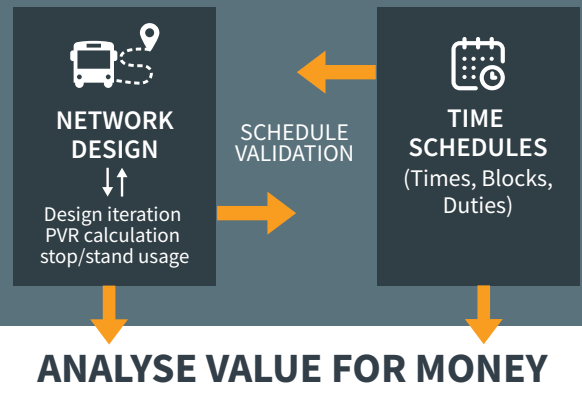 NETWORK
DESIGN
Design iteration
PVR calculation
stop/stand usage
SCHEDULE
VALIDATION
TIME
SCHEDULES
(Times, Blocks,
Duties)
ANALYSE VALUE FOR MONEY